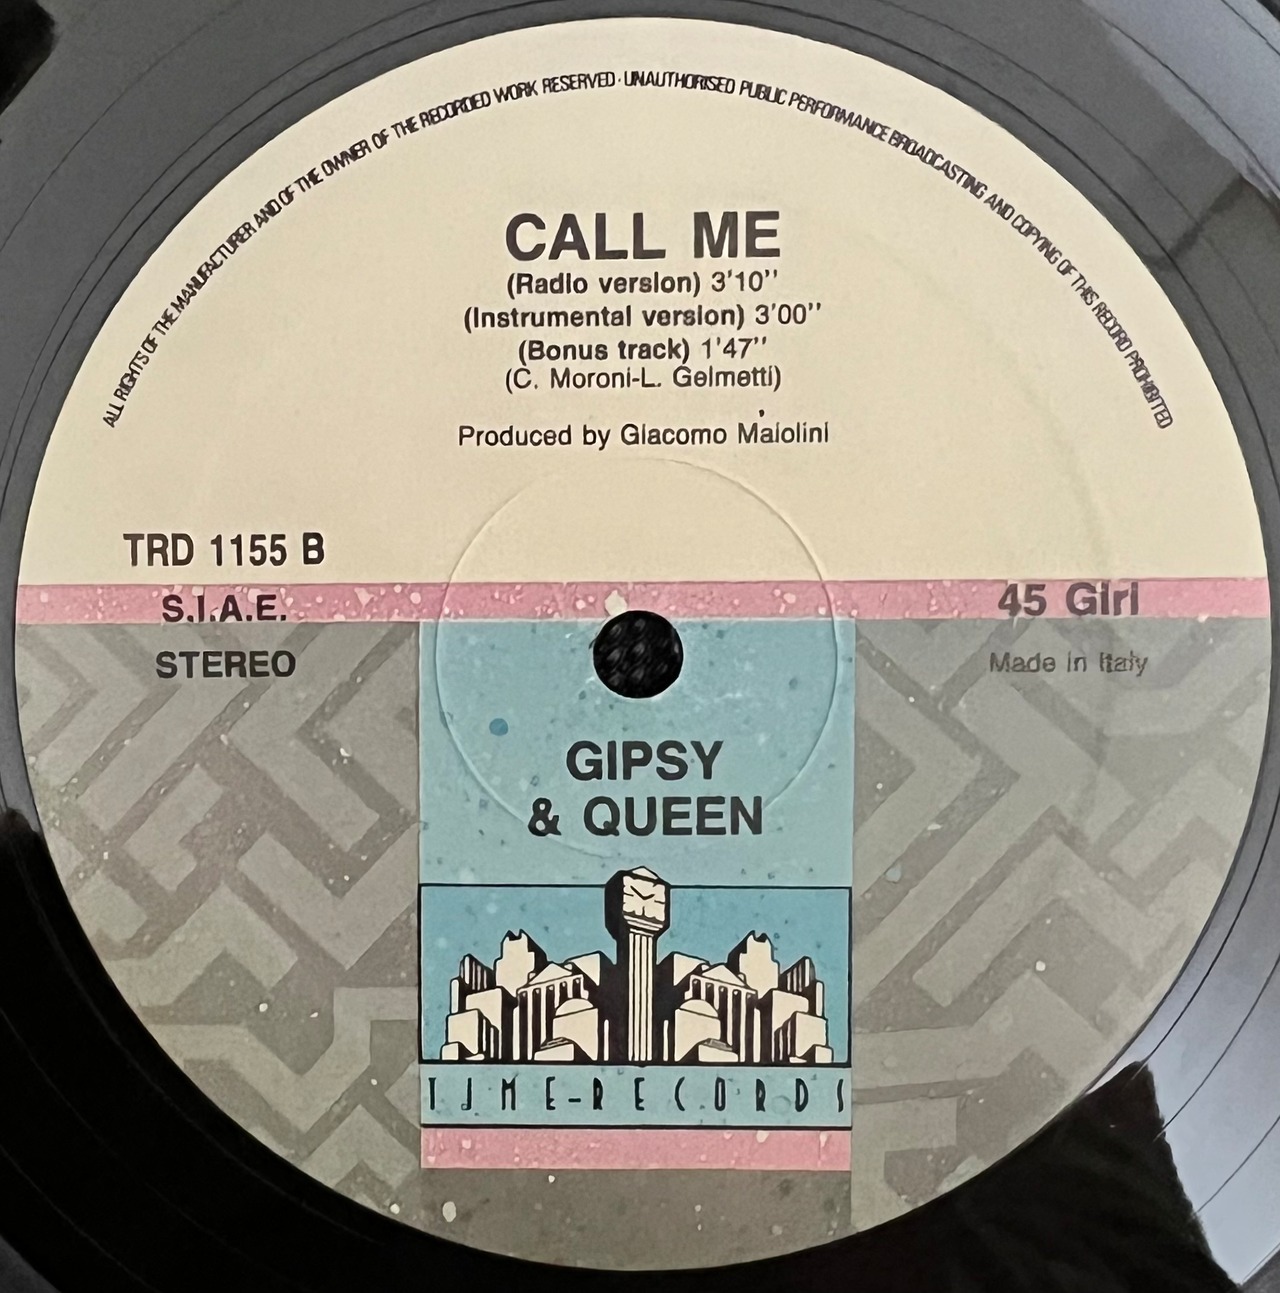 ALL RIGHTS OF THE MANUFACTURER AND OF THE OWNER OF THE RECORDED WORK RESERVED · UNAUTHORISED PUBLIC PERFORMANCE BROADCASTING AND COPYING OF THIS RECORD PROHIBITED
CALL ME
(Radio version) 3'10''
(Instrumental version) 3'00''
(Bonus track) 1'47''
(C. Moroni-L. Gelmetti)
Produced by Giacomo Maiolini
TRD 1155 B
S.I.A.E.
45 Giri
STEREO
Made in Italy
GIPSY
& QUEEN
TIME-RECORDS